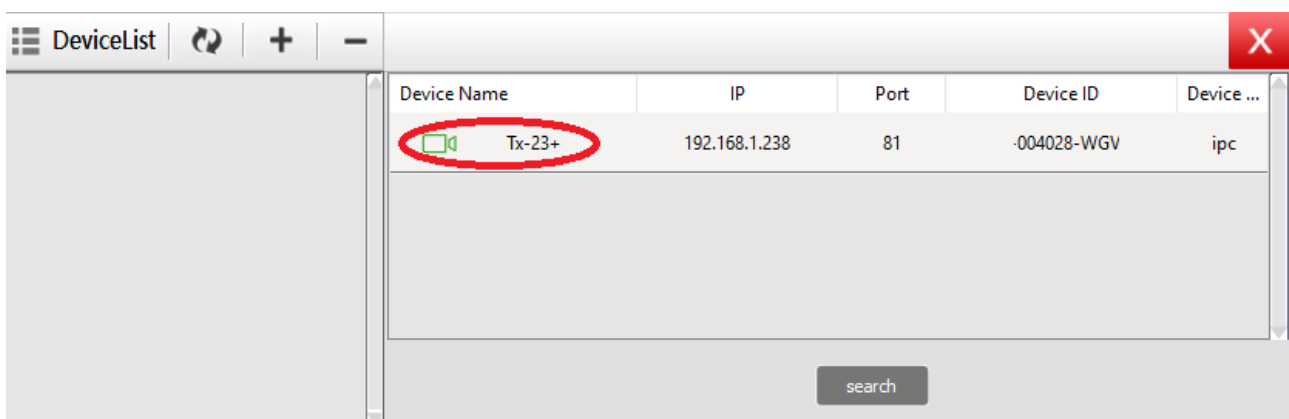 DeviceList + − X
Device Name IP Port Device ID Device ...
Tx-23+ 192.168.1.238 81 -004028-WGV ipc
search